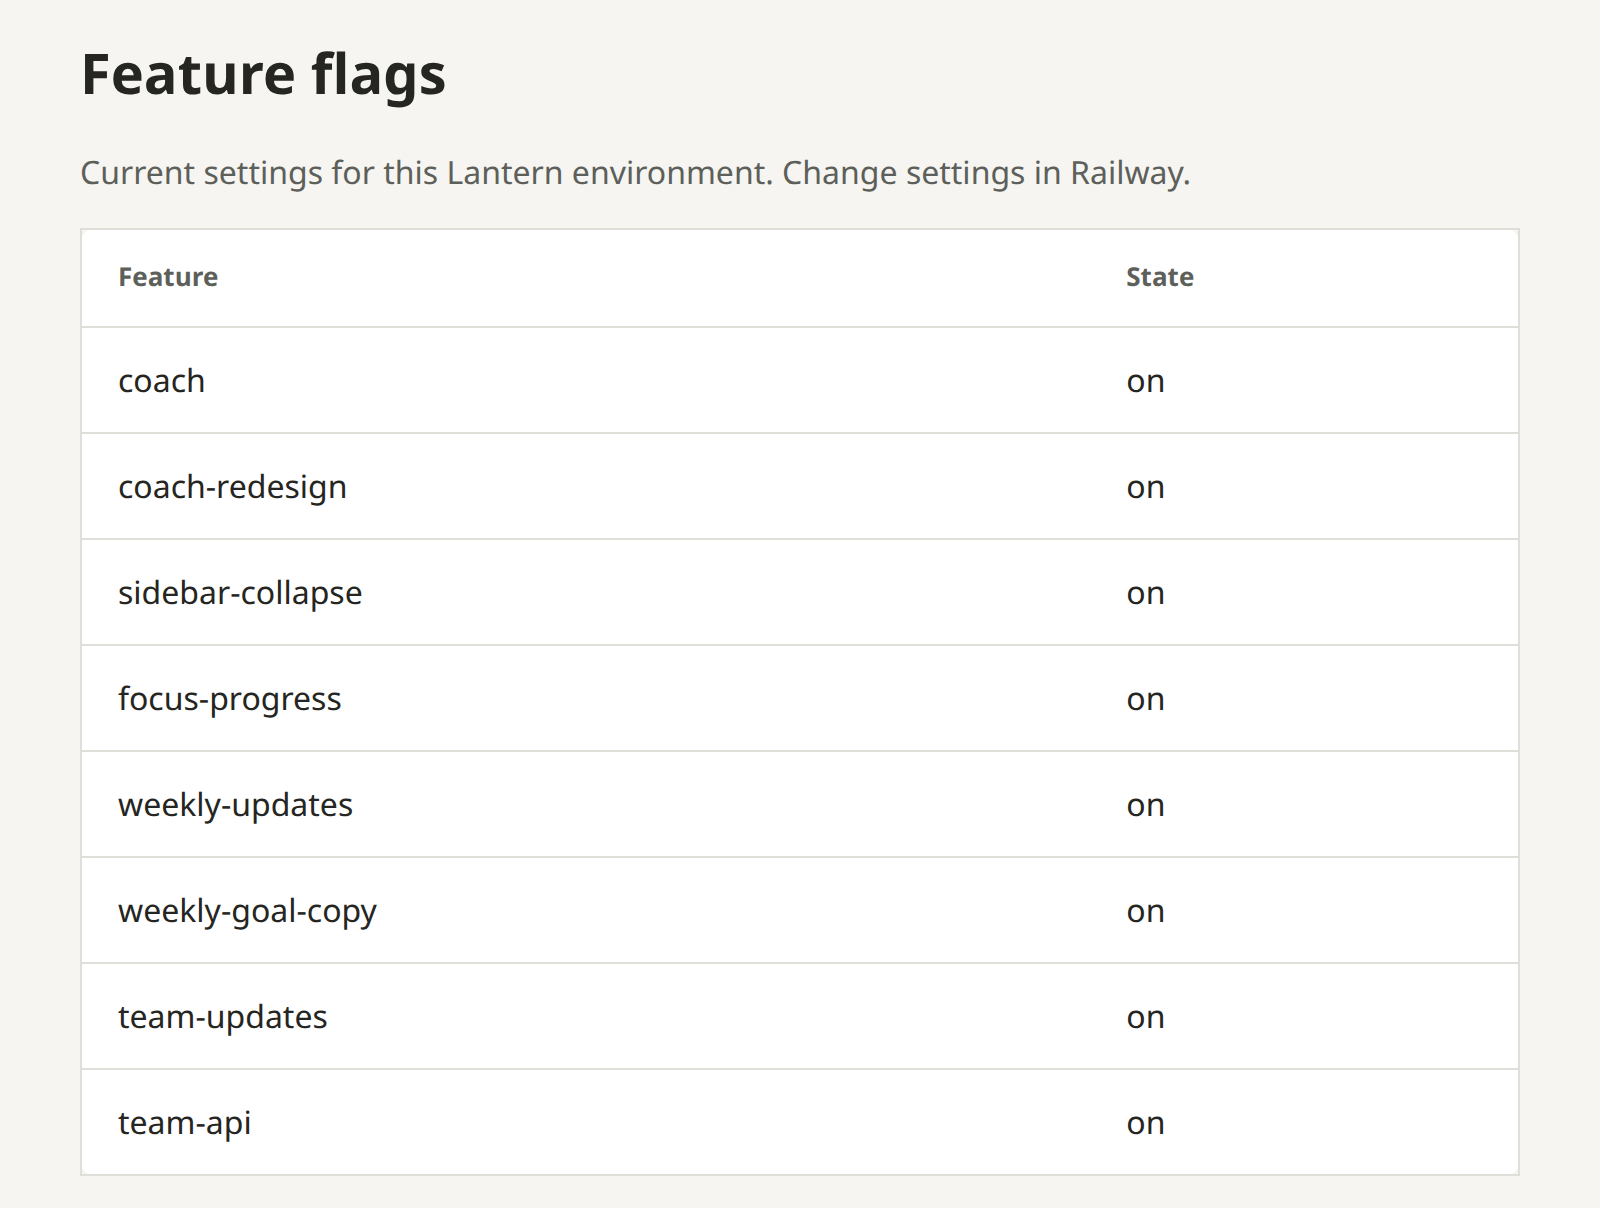 Feature flags
Current settings for this Lantern environment. Change settings in Railway.
Feature State
coach on
coach-redesign on
sidebar-collapse on
focus-progress on
weekly-updates on
weekly-goal-copy on
team-updates on
team-api on